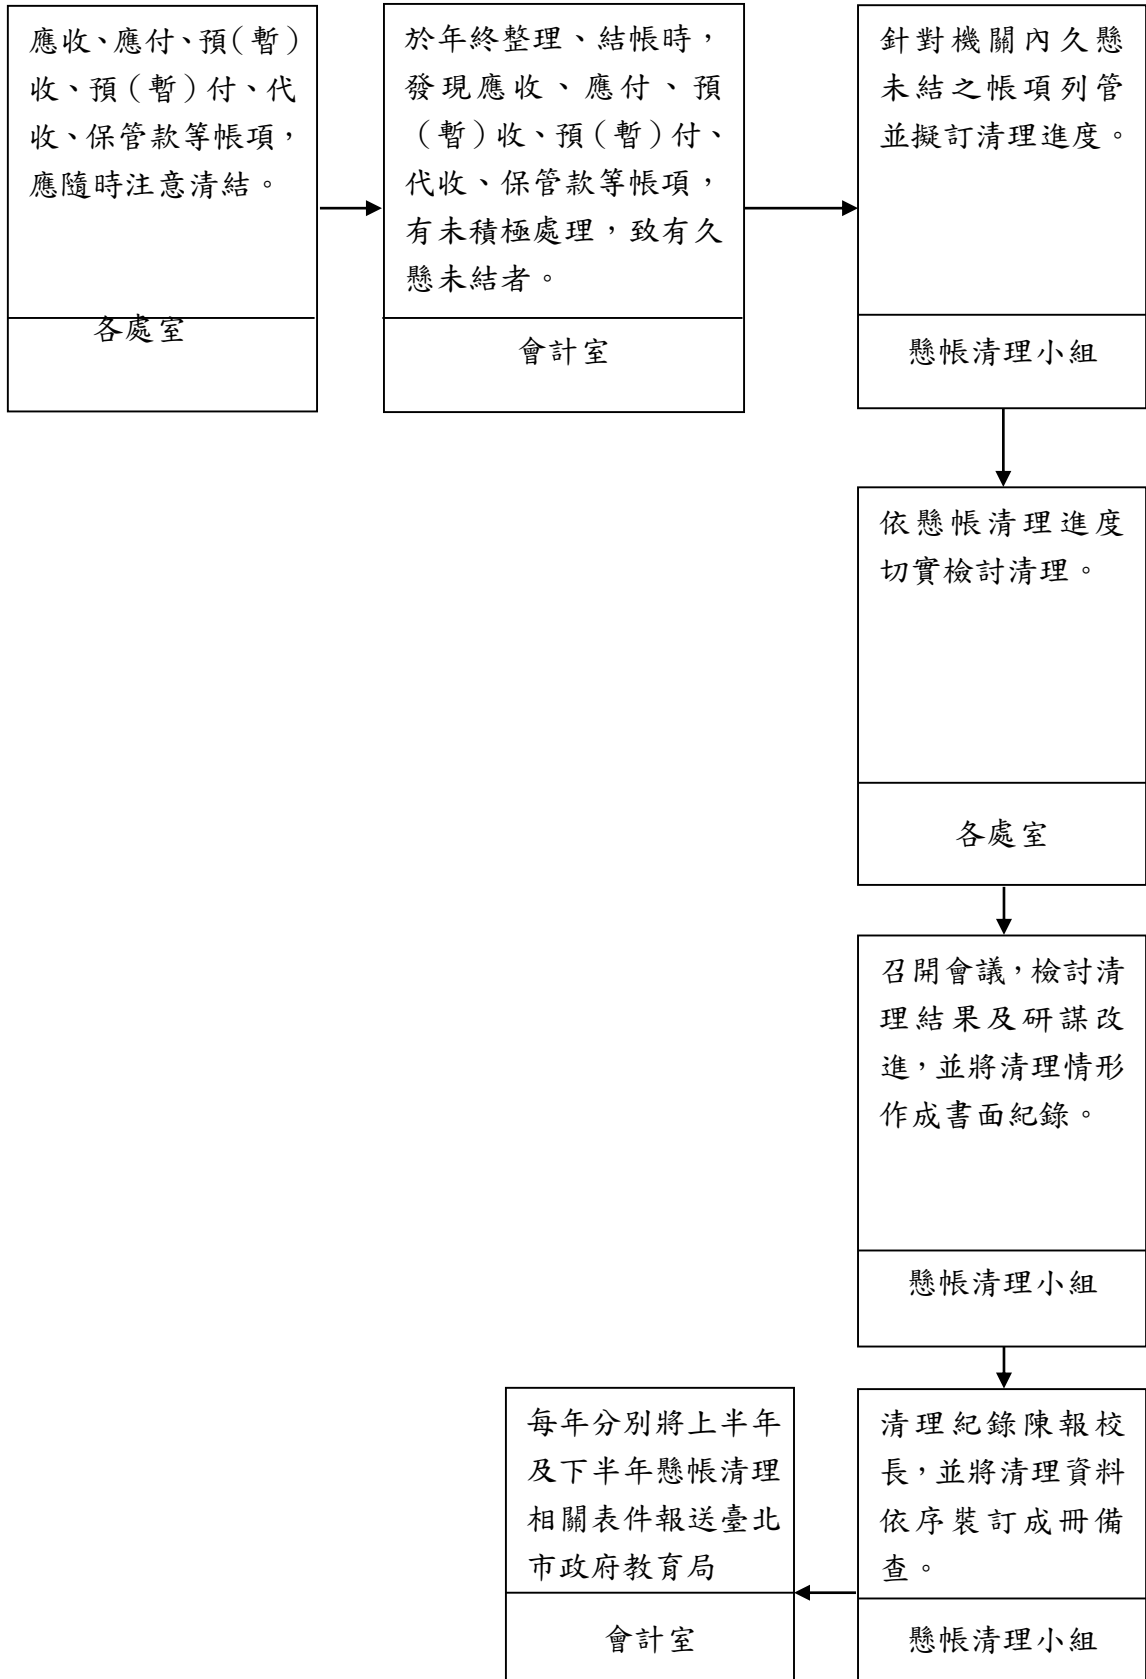 應收、應付、預(暫)
收、預(暫)付、代
收、保管款等帳項，
應隨時注意清結。
各處室
於年終整理、結帳時，
發現應收、應付、預
(暫)收、預(暫)付、
代收、保管款等帳項，
有未積極處理，致有久
懸未結者。
會計室
針對機關內久懸
未結之帳項列管
並擬訂清理進度。
懸帳清理小組
依懸帳清理進度
切實檢討清理。
各處室
召開會議，檢討清
理結果及研謀改
進，並將清理情形
作成書面紀錄。
懸帳清理小組
清理紀錄陳報校
長，並將清理資料
依序裝訂成冊備
查。
懸帳清理小組
每年分別將上半年
及下半年懸帳清理
相關表件報送臺北
市政府教育局
會計室